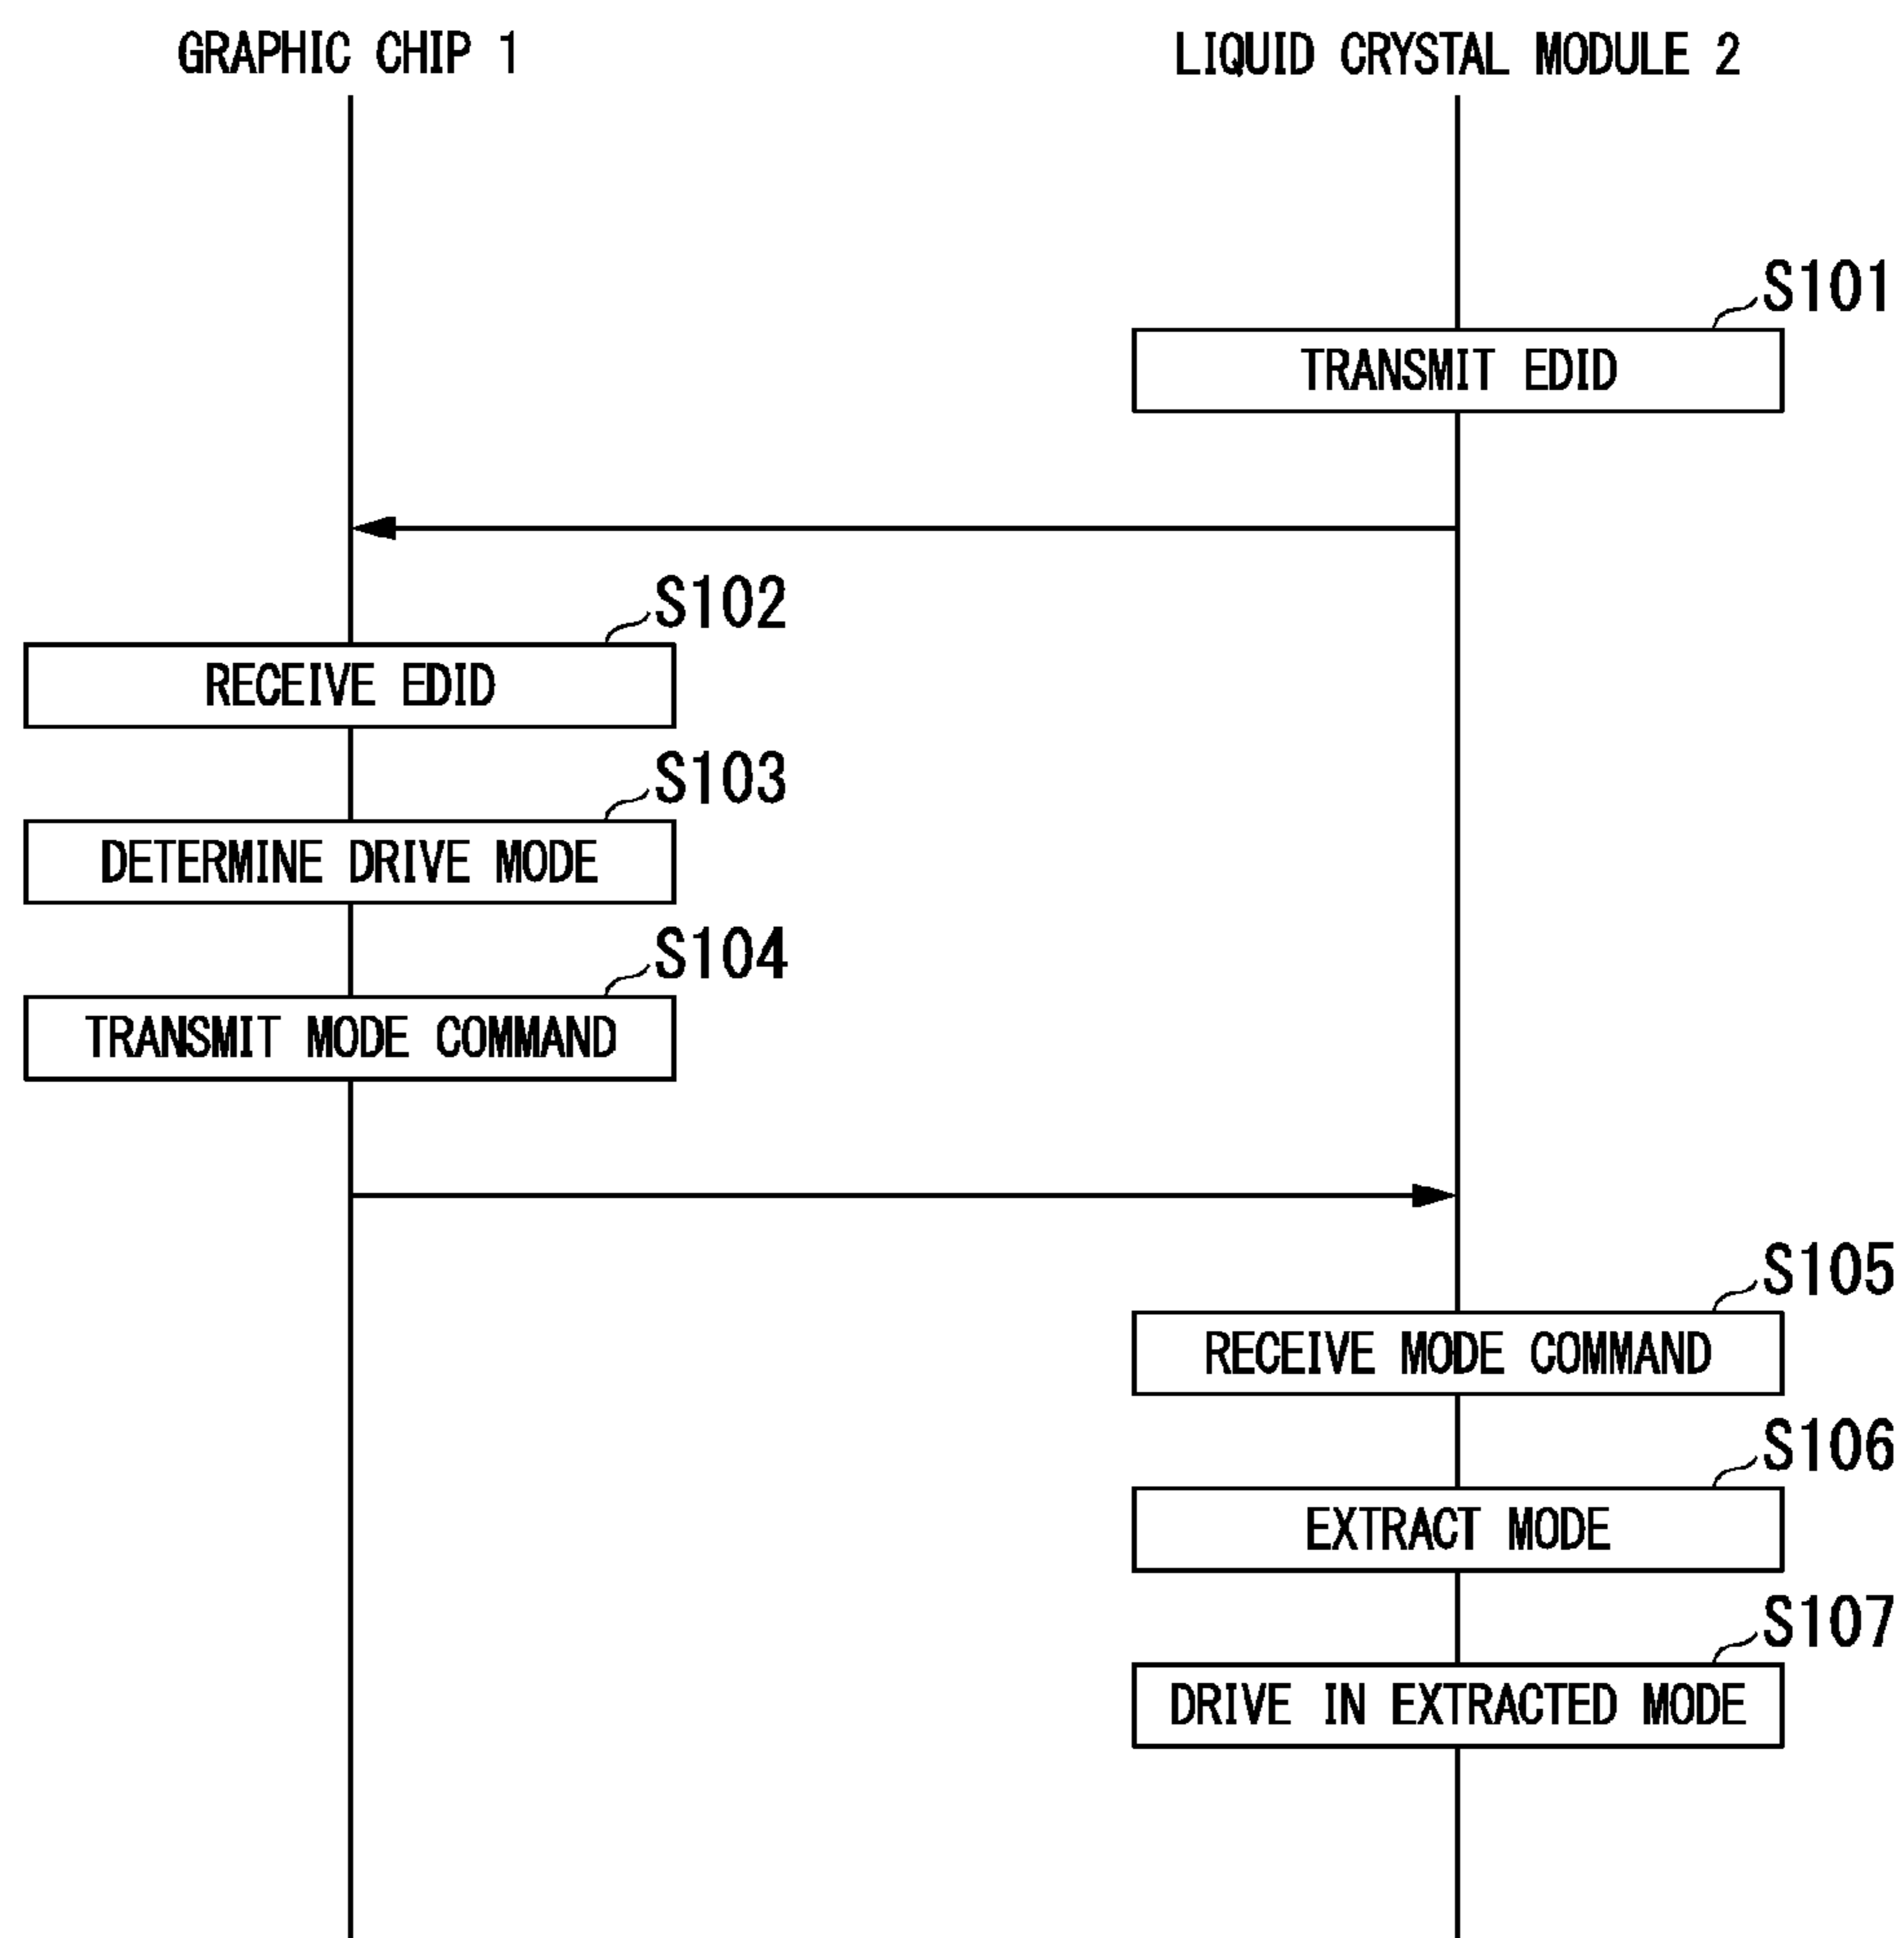 GRAPHIC CHIP 1
LIQUID CRYSTAL MODULE 2
S101
TRANSMIT EDID
S102
RECEIVE EDID
S103
DETERMINE DRIVE MODE
S104
TRANSMIT MODE COMMAND
S105
RECEIVE MODE COMMAND
S106
EXTRACT MODE
S107
DRIVE IN EXTRACTED MODE